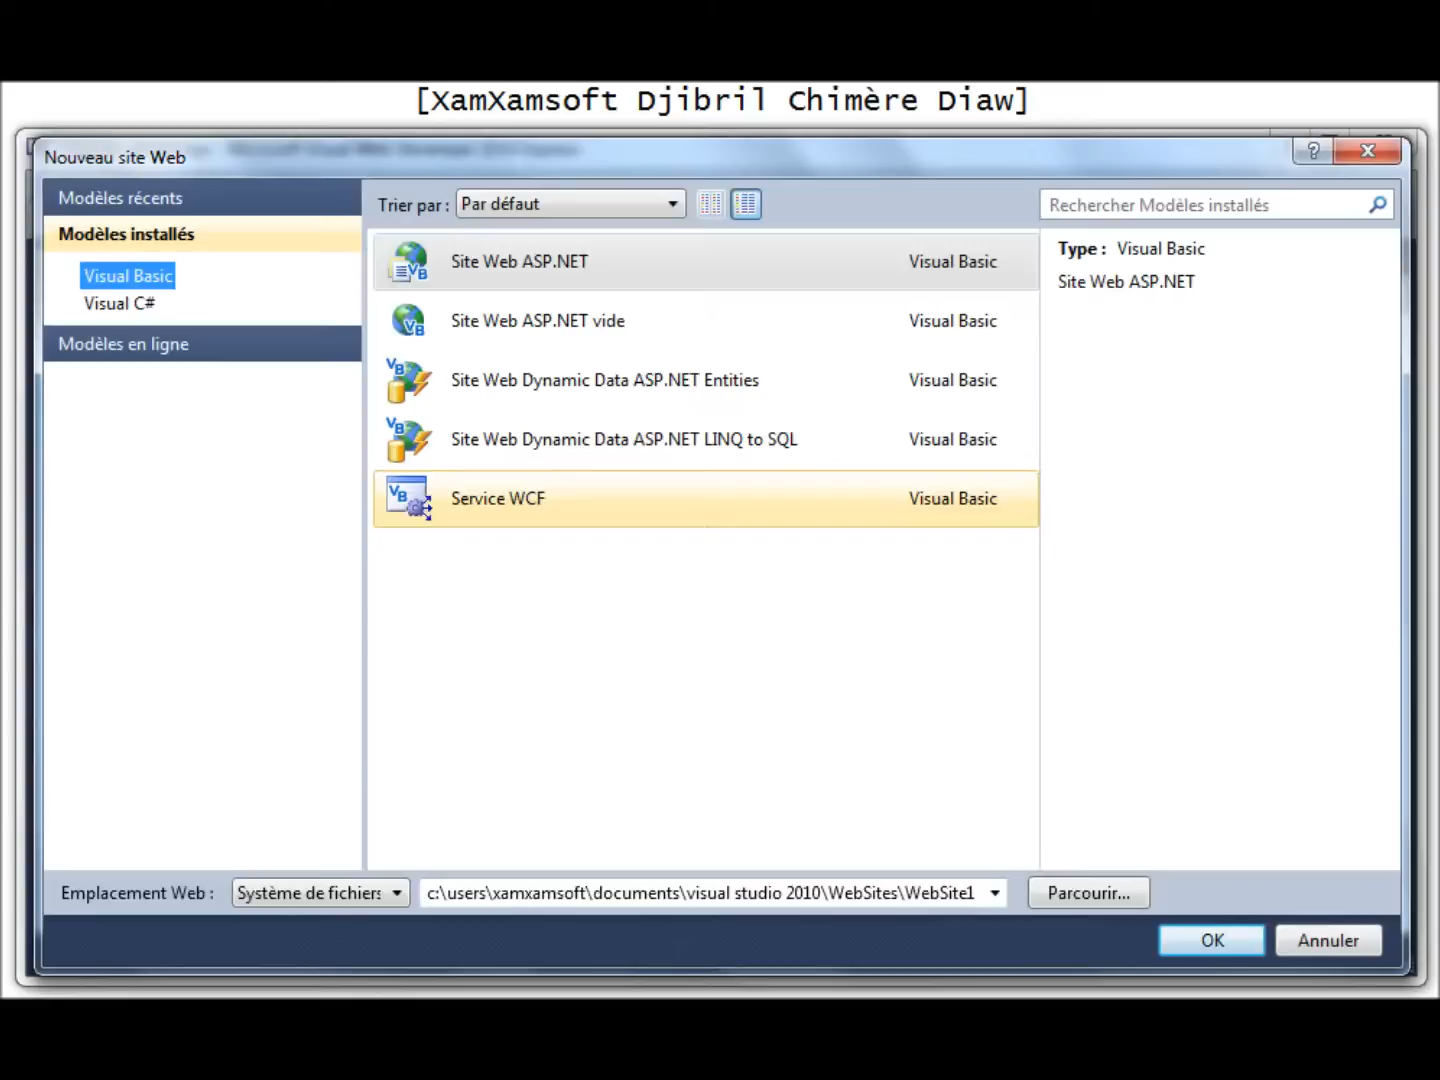 [XamXamsoft Djibril Chimère Diaw]
Nouveau site Web
?
Modèles récents
Modèles installés
Visual Basic
Visual C#
Modèles en ligne
Trier par : Par défaut
Rechercher Modèles installés
Site Web ASP.NET Visual Basic
Site Web ASP.NET vide Visual Basic
Site Web Dynamic Data ASP.NET Entities Visual Basic
Site Web Dynamic Data ASP.NET LINQ to SQL Visual Basic
Service WCF Visual Basic
Type : Visual Basic
Site Web ASP.NET
Emplacement Web : Système de fichiers c:\users\xamxamsoft\documents\visual studio 2010\WebSites\WebSite1 Parcourir...
OK Annuler